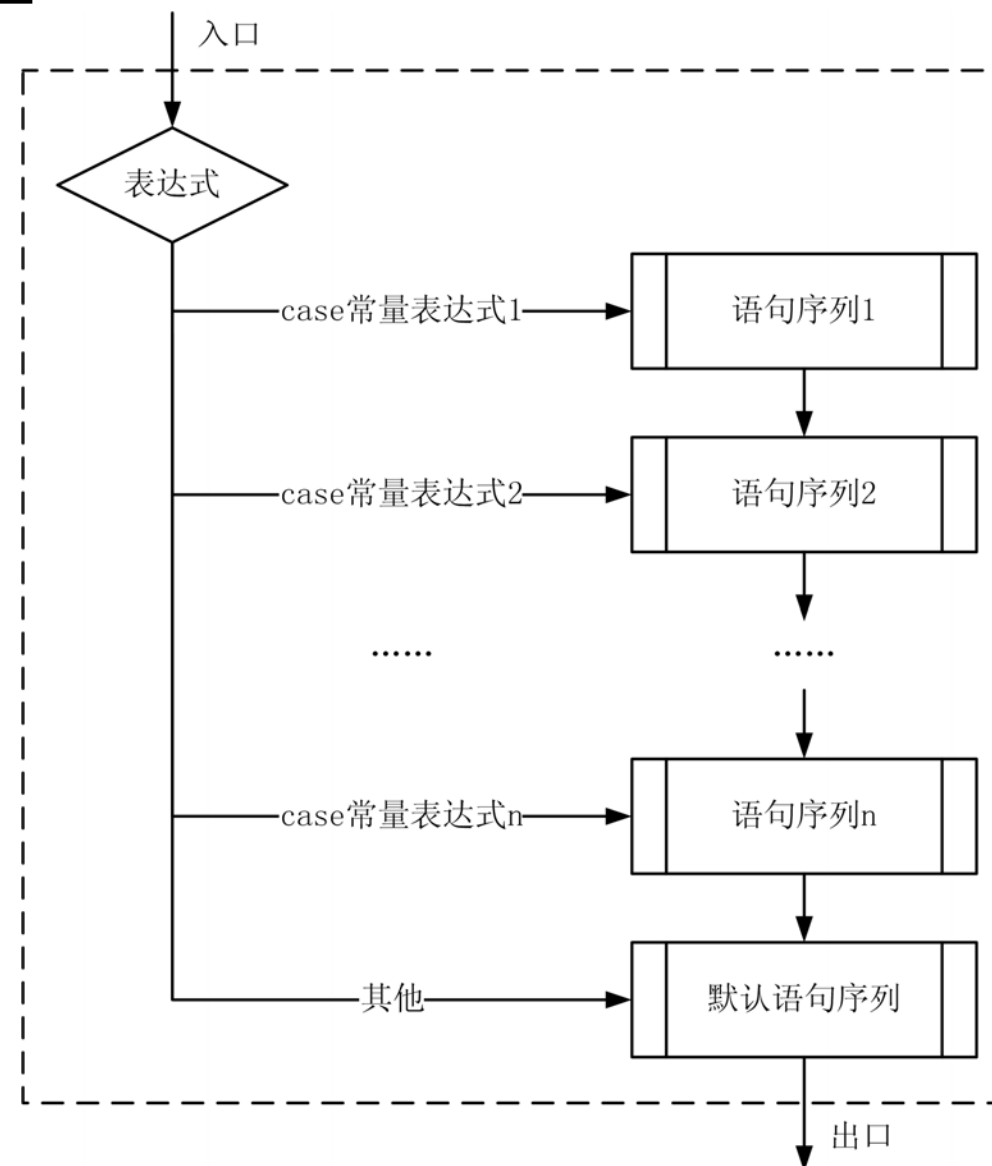 入口
表达式
case常量表达式1
语句序列1
case常量表达式2
语句序列2
……
……
case常量表达式n
语句序列n
其他
默认语句序列
出口